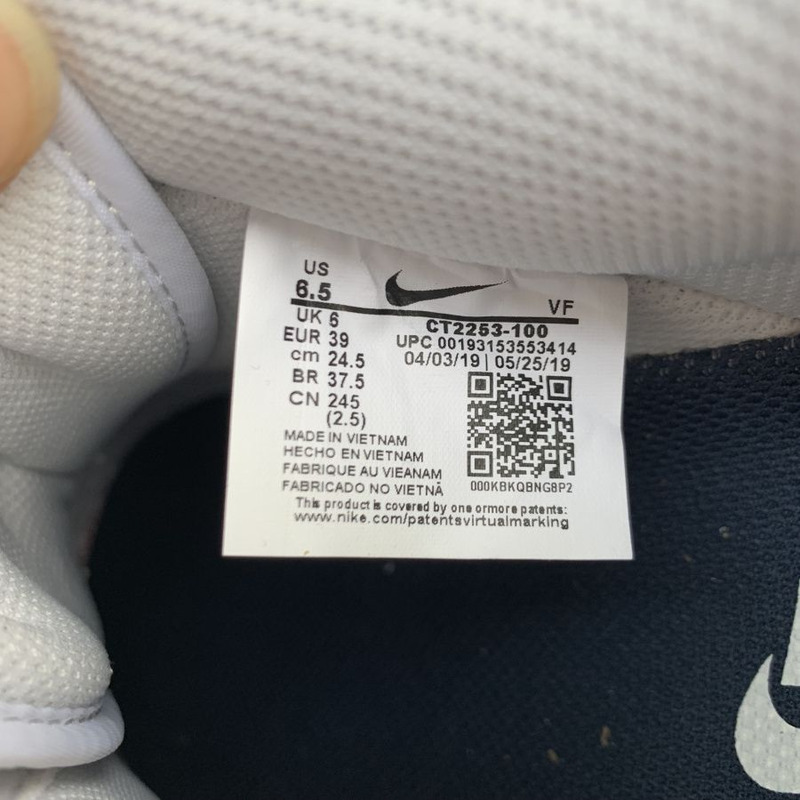 US
6.5
VF
UK 6
EUR 39
cm 24.5
BR 37.5
CN 245
(2.5)
CT2253-100
UPC 00193153553414
04/03/19 | 05/25/19
000KBKQBNG8P2
MADE IN VIETNAM
HECHO EN VIETNAM
FABRIQUE AU VIEANAM
FABRICADO NO VIETNÃ
This product is covered by one ormore patents:
www.nike.com/patentsvirtualmarking